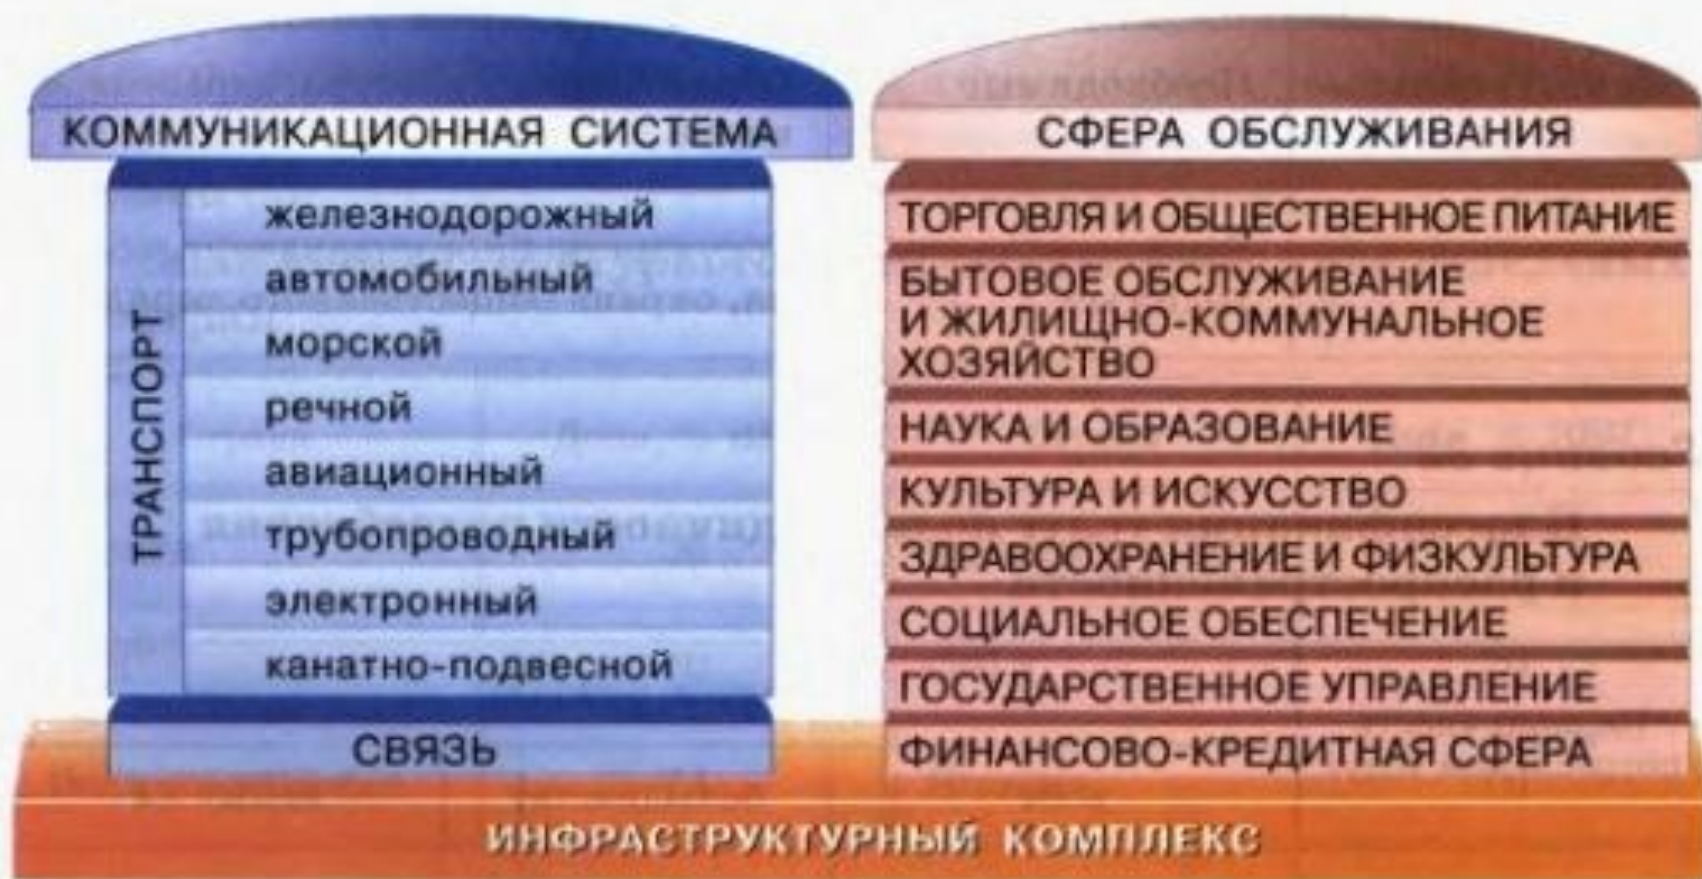 КОММУНИКАЦИОННАЯ СИСТЕМА
ТРАНСПОРТ
железнодорожный
автомобильный
морской
речной
авиационный
трубопроводный
электронный
канатно-подвесной
СВЯЗЬ
СФЕРА ОБСЛУЖИВАНИЯ
ТОРГОВЛЯ И ОБЩЕСТВЕННОЕ ПИТАНИЕ
БЫТОВОЕ ОБСЛУЖИВАНИЕ
И ЖИЛИЩНО-КОММУНАЛЬНОЕ
ХОЗЯЙСТВО
НАУКА И ОБРАЗОВАНИЕ
КУЛЬТУРА И ИСКУССТВО
ЗДРАВООХРАНЕНИЕ И ФИЗКУЛЬТУРА
СОЦИАЛЬНОЕ ОБЕСПЕЧЕНИЕ
ГОСУДАРСТВЕННОЕ УПРАВЛЕНИЕ
ФИНАНСОВО-КРЕДИТНАЯ СФЕРА
ИНФРАСТРУКТУРНЫЙ КОМПЛЕКС